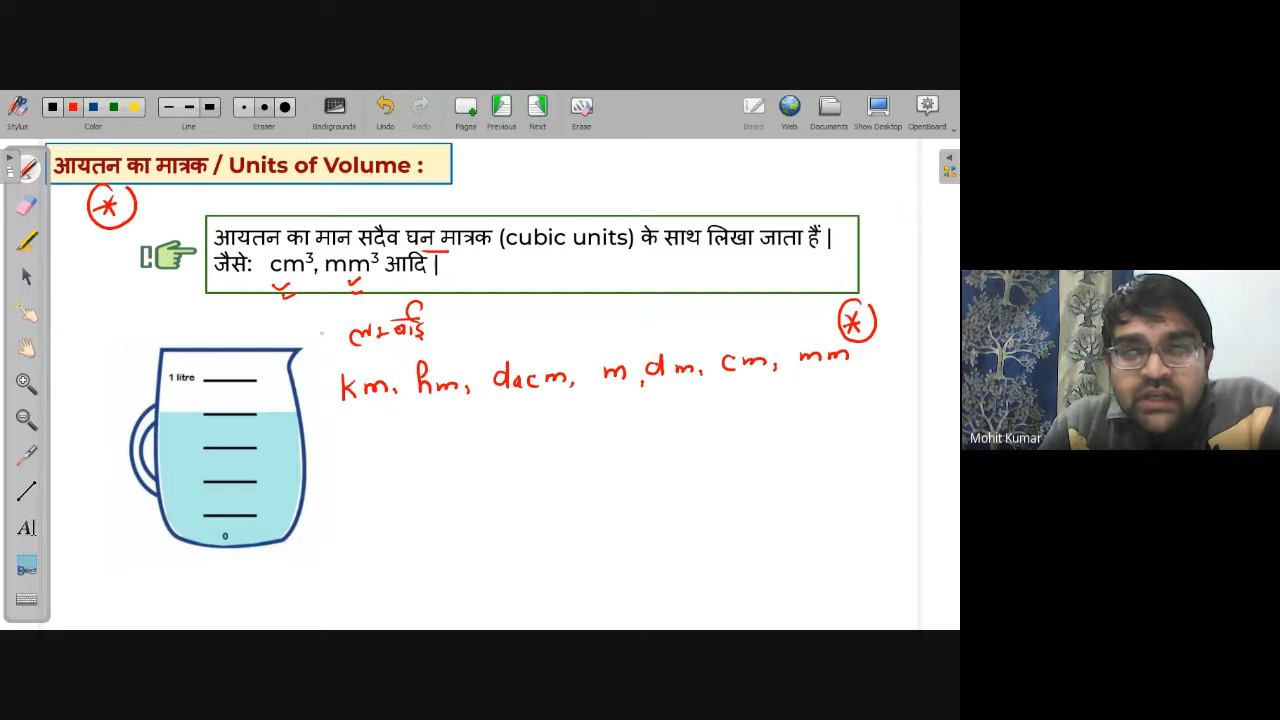 Stylus Color Line Eraser Backgrounds Undo Redo Pages Previous Next Erase Board Web Documents Show Desktop OpenBoard
आयतन का मात्रक / Units of Volume :
आयतन का मान सदैव घन मात्रक (cubic units) के साथ लिखा जाता हैं |
जैसे: cm³, mm³ आदि |
लम्बाई
km, hm, dacm, m, dm, cm, mm
1 litre
0
Mohit Kumar